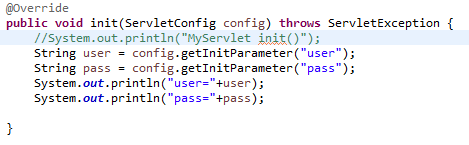 @Override
public void init(ServletConfig config) throws ServletException {
//System.out.println("MyServlet init()");
String user = config.getInitParameter("user");
String pass = config.getInitParameter("pass");
System.out.println("user="+user);
System.out.println("pass="+pass);
}